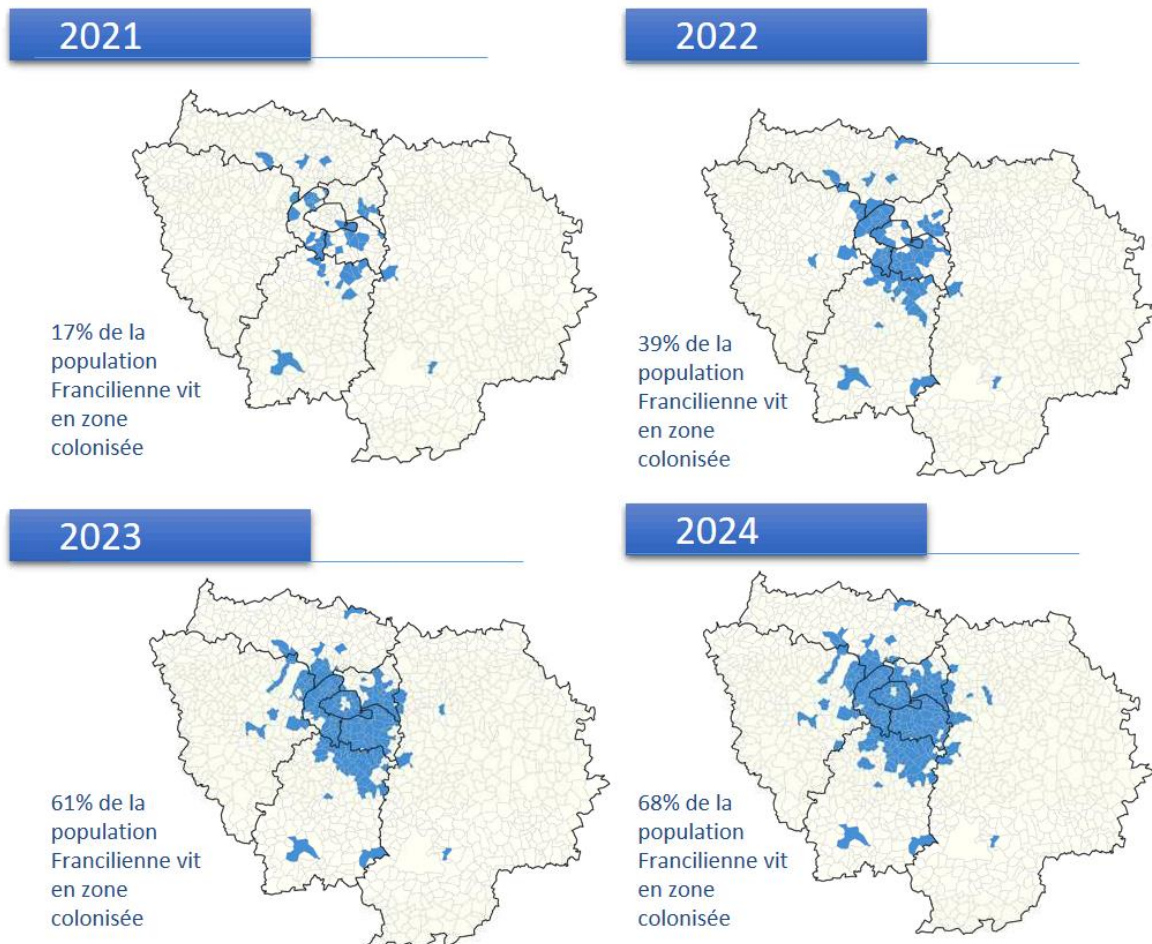 2021
17% de la
population
Francilienne vit
en zone
colonisée
2022
39% de la
population
Francilienne vit
en zone
colonisée
2023
61% de la
population
Francilienne vit
en zone
colonisée
2024
68% de la
population
Francilienne vit
en zone
colonisée